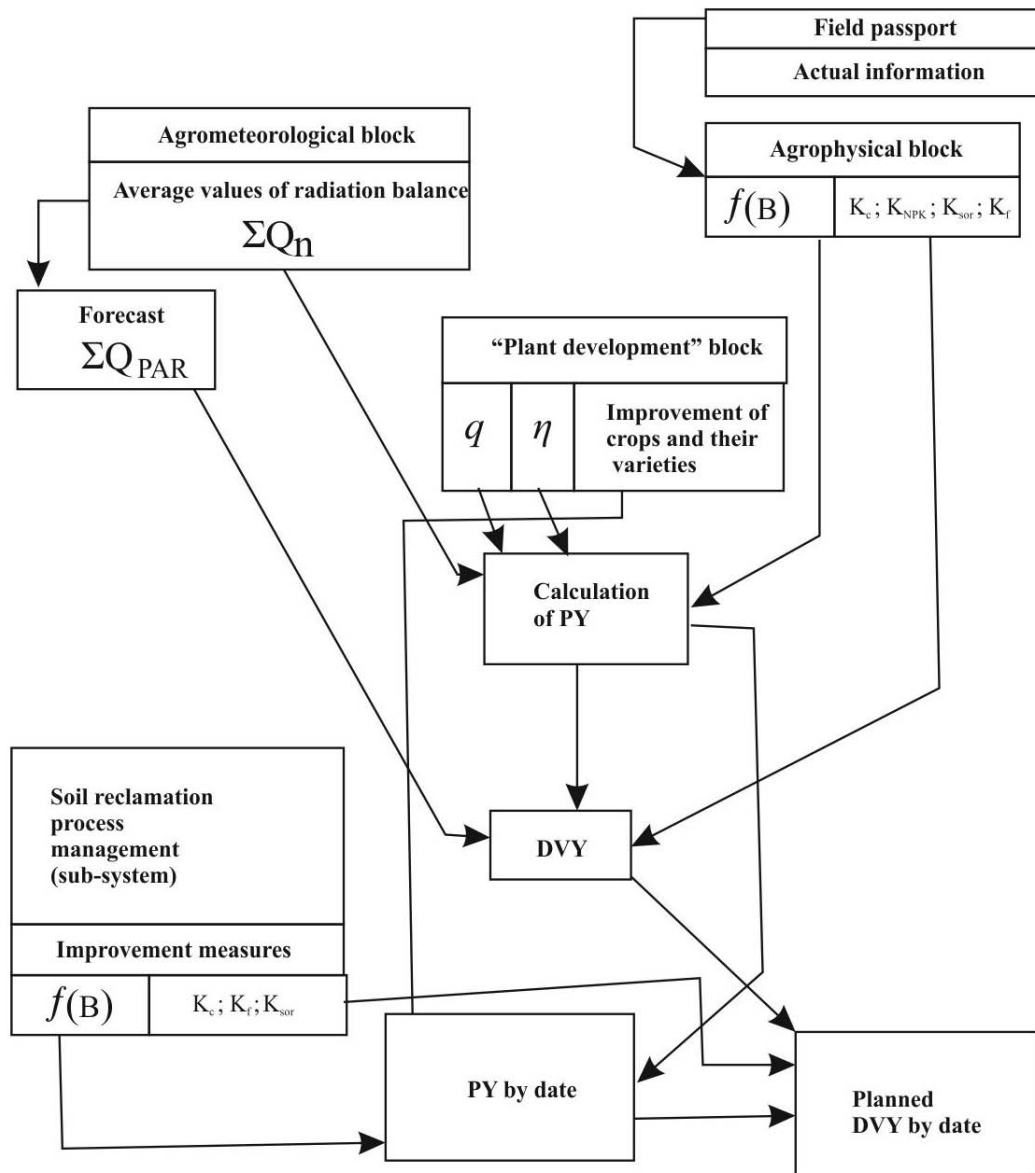 Field passport
Actual information
Agrometeorological block
Average values of radiation balance
ΣQn
Agrophysical block
f(B)
Kc ; KNPK ; Ksor ; Kf
Forecast
ΣQPAR
“Plant development” block
q
η
Improvement of
crops and their
varieties
Calculation
of PY
DVY
Soil reclamation
process
management
(sub-system)
Improvement measures
f(B)
Kc ; Kf ; Ksor
PY by date
Planned
DVY by date